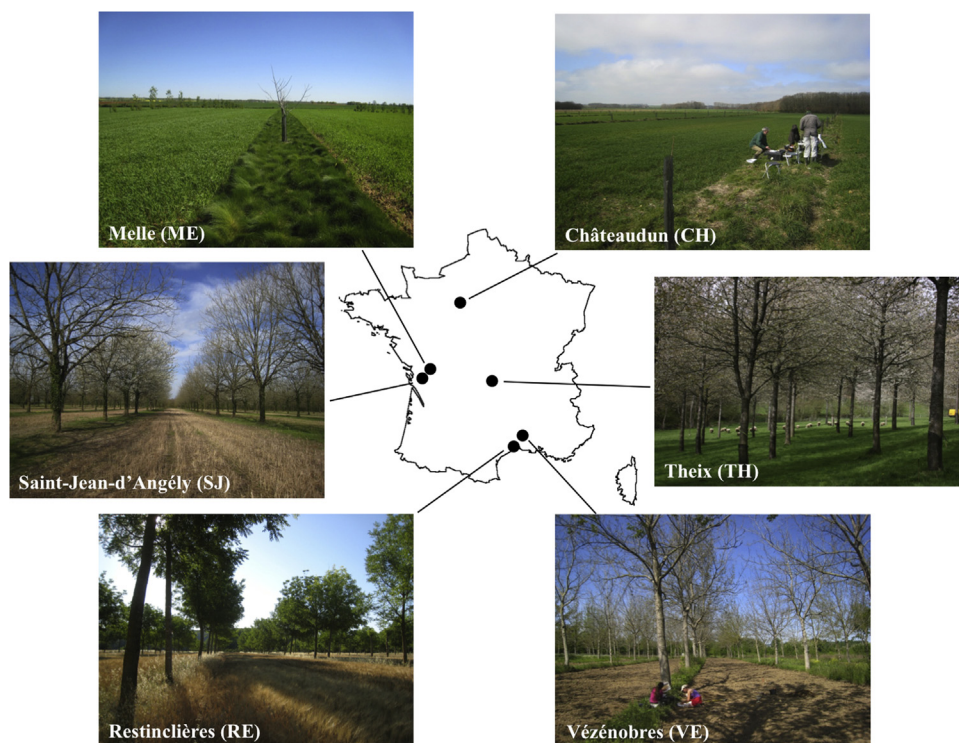 Melle (ME)
Châteaudun (CH)
Saint-Jean-d'Angély (SJ)
Theix (TH)
Restinclières (RE)
Vézénobres (VE)